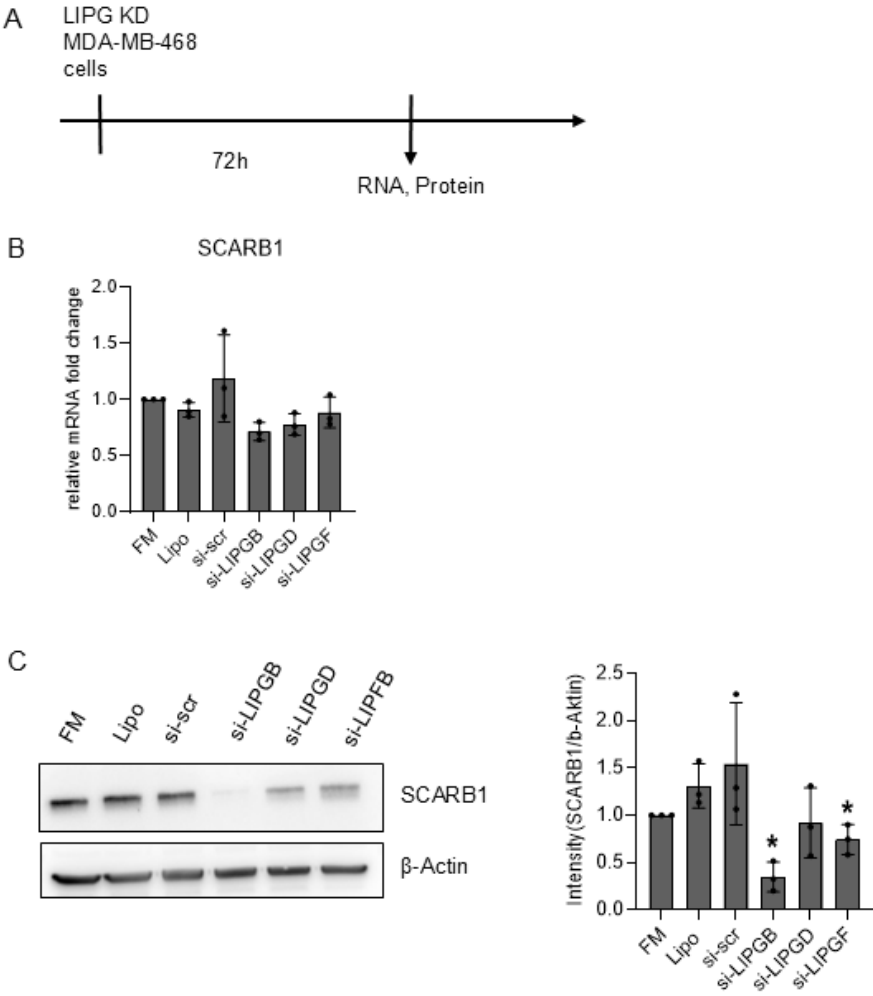 A
LIPG KD
MDA-MB-468
cells
72h
RNA, Protein
B
SCARB1
relative mRNA fold change
2.0
1.5
1.0
0.5
0.0
FM
Lipo
si-scr
si-LIPGB
si-LIPGD
si-LIPGF
C
FM
Lipo
si-scr
si-LIPGB
si-LIPGD
si-LIPFB
SCARB1
β-Actin
Intensity(SCARB1/b-Aktin)
2.5
2.0
1.5
1.0
0.5
0.0
*
*
FM
Lipo
si-scr
si-LIPGB
si-LIPGD
si-LIPGF